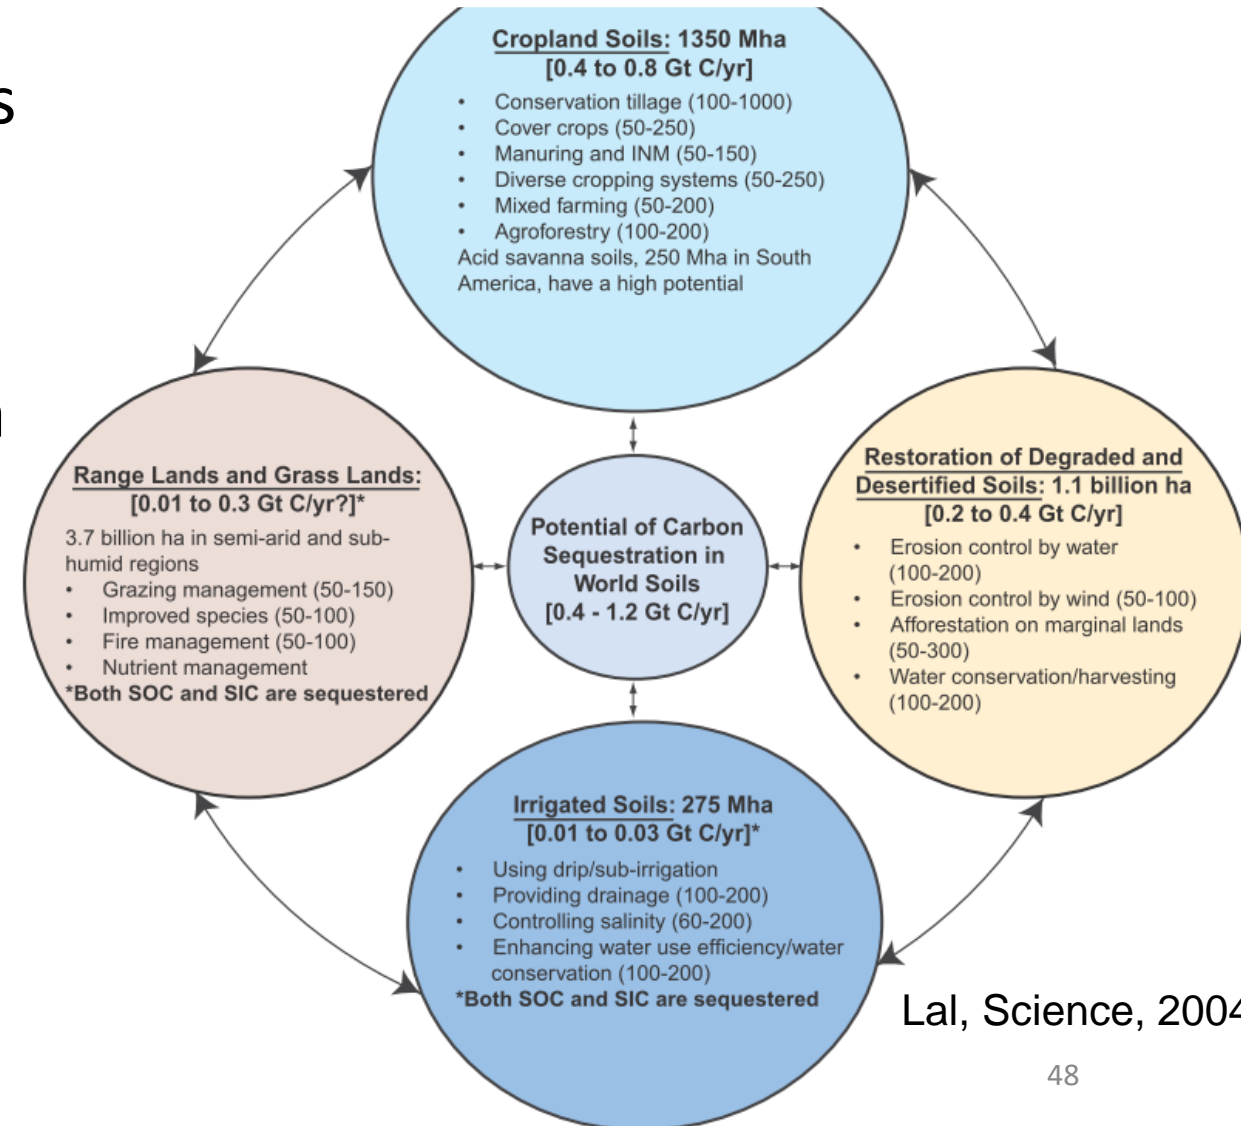 s
n
Cropland Soils: 1350 Mha
[0.4 to 0.8 Gt C/yr]
• Conservation tillage (100-1000)
• Cover crops (50-250)
• Manuring and INM (50-150)
• Diverse cropping systems (50-250)
• Mixed farming (50-200)
• Agroforestry (100-200)
Acid savanna soils, 250 Mha in South
America, have a high potential
Range Lands and Grass Lands:
[0.01 to 0.3 Gt C/yr?]*
3.7 billion ha in semi-arid and sub-
humid regions
• Grazing management (50-150)
• Improved species (50-100)
• Fire management (50-100)
• Nutrient management
*Both SOC and SIC are sequestered
Potential of Carbon
Sequestration in
World Soils
[0.4 - 1.2 Gt C/yr]
Restoration of Degraded and
Desertified Soils: 1.1 billion ha
[0.2 to 0.4 Gt C/yr]
• Erosion control by water
(100-200)
• Erosion control by wind (50-100)
• Afforestation on marginal lands
(50-300)
• Water conservation/harvesting
(100-200)
Irrigated Soils: 275 Mha
[0.01 to 0.03 Gt C/yr]*
• Using drip/sub-irrigation
• Providing drainage (100-200)
• Controlling salinity (60-200)
• Enhancing water use efficiency/water
conservation (100-200)
*Both SOC and SIC are sequestered
Lal, Science, 2004
48